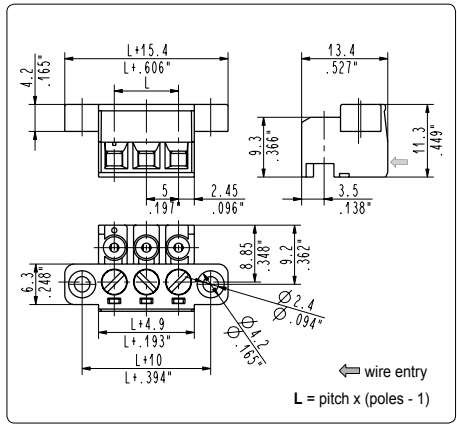 L+15.4
L+.606"
13.4
.527"
4.2
.165"
L
9.3
.366"
11.3
.449"
5
.197"
2.45
.096"
3.5
.138"
8.85
.348"
9.2
.362"
6.3
.248"
Ø 2.4
Ø .094"
Ø 4.2
Ø .165"
L+4.9
L+.193"
L+10
L+.394"
wire entry
L = pitch x (poles - 1)